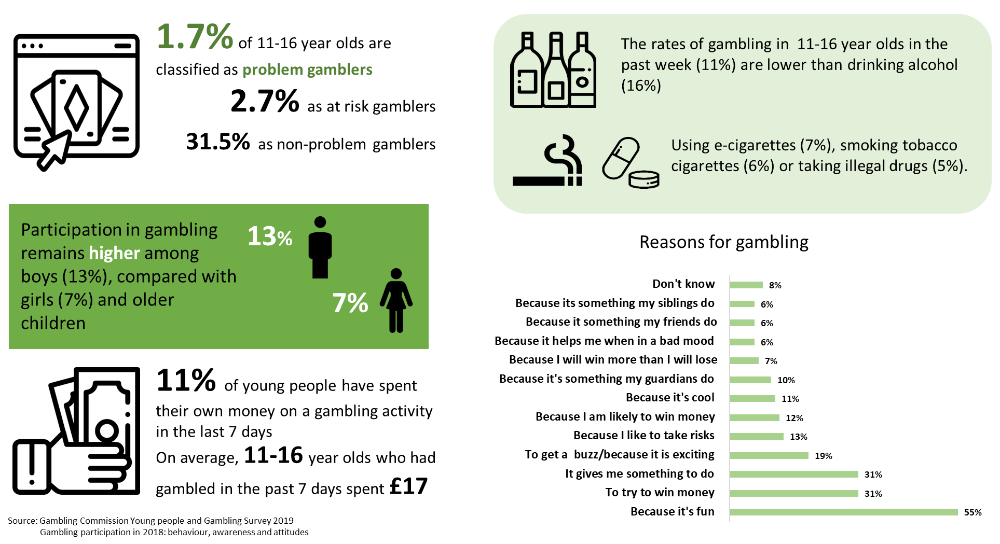 1.7% of 11-16 year olds are
classified as problem gamblers
2.7% as at risk gamblers
31.5% as non-problem gamblers
Participation in gambling
remains higher among
boys (13%), compared with
girls (7%) and older
children
13%
7%
11% of young people have spent
their own money on a gambling activity
in the last 7 days
On average, 11-16 year olds who had
gambled in the past 7 days spent £17
Source: Gambling Commission Young people and Gambling Survey 2019
Gambling participation in 2018: behaviour, awareness and attitudes
The rates of gambling in 11-16 year olds in the
past week (11%) are lower than drinking alcohol
(16%)
Using e-cigarettes (7%), smoking tobacco
cigarettes (6%) or taking illegal drugs (5%).
Reasons for gambling
Don't know 8%
Because its something my siblings do 6%
Because it something my friends do 6%
Because it helps me when in a bad mood 6%
Because I will win more than I will lose 7%
Because it's something my guardians do 10%
Because it's cool 11%
Because I am likely to win money 12%
Because I like to take risks 13%
To get a buzz/because it is exciting 19%
It gives me something to do 31%
To try to win money 31%
Because it's fun 55%